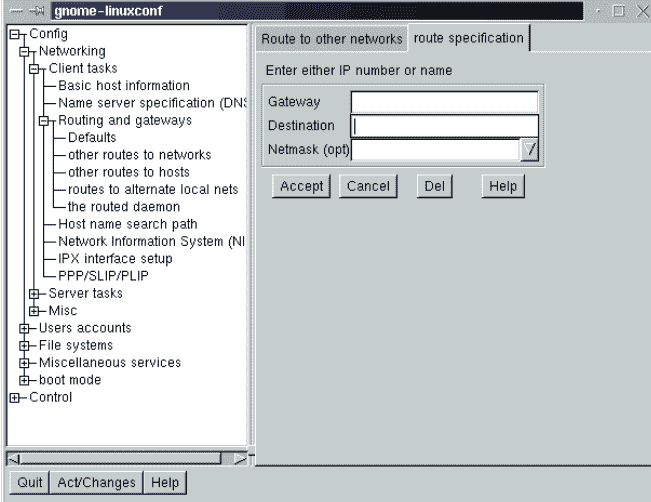 gnome-linuxconf
Config
Networking
Client tasks
Basic host information
Name server specification (DNS
Routing and gateways
Defaults
other routes to networks
other routes to hosts
routes to alternate local nets
the routed daemon
Host name search path
Network Information System (NI
IPX interface setup
PPP/SLIP/PLIP
Server tasks
Misc
Users accounts
File systems
Miscellaneous services
boot mode
Control
Route to other networks
route specification
Enter either IP number or name
Gateway
Destination
Netmask (opt)
Accept Cancel Del Help
Quit Act/Changes Help